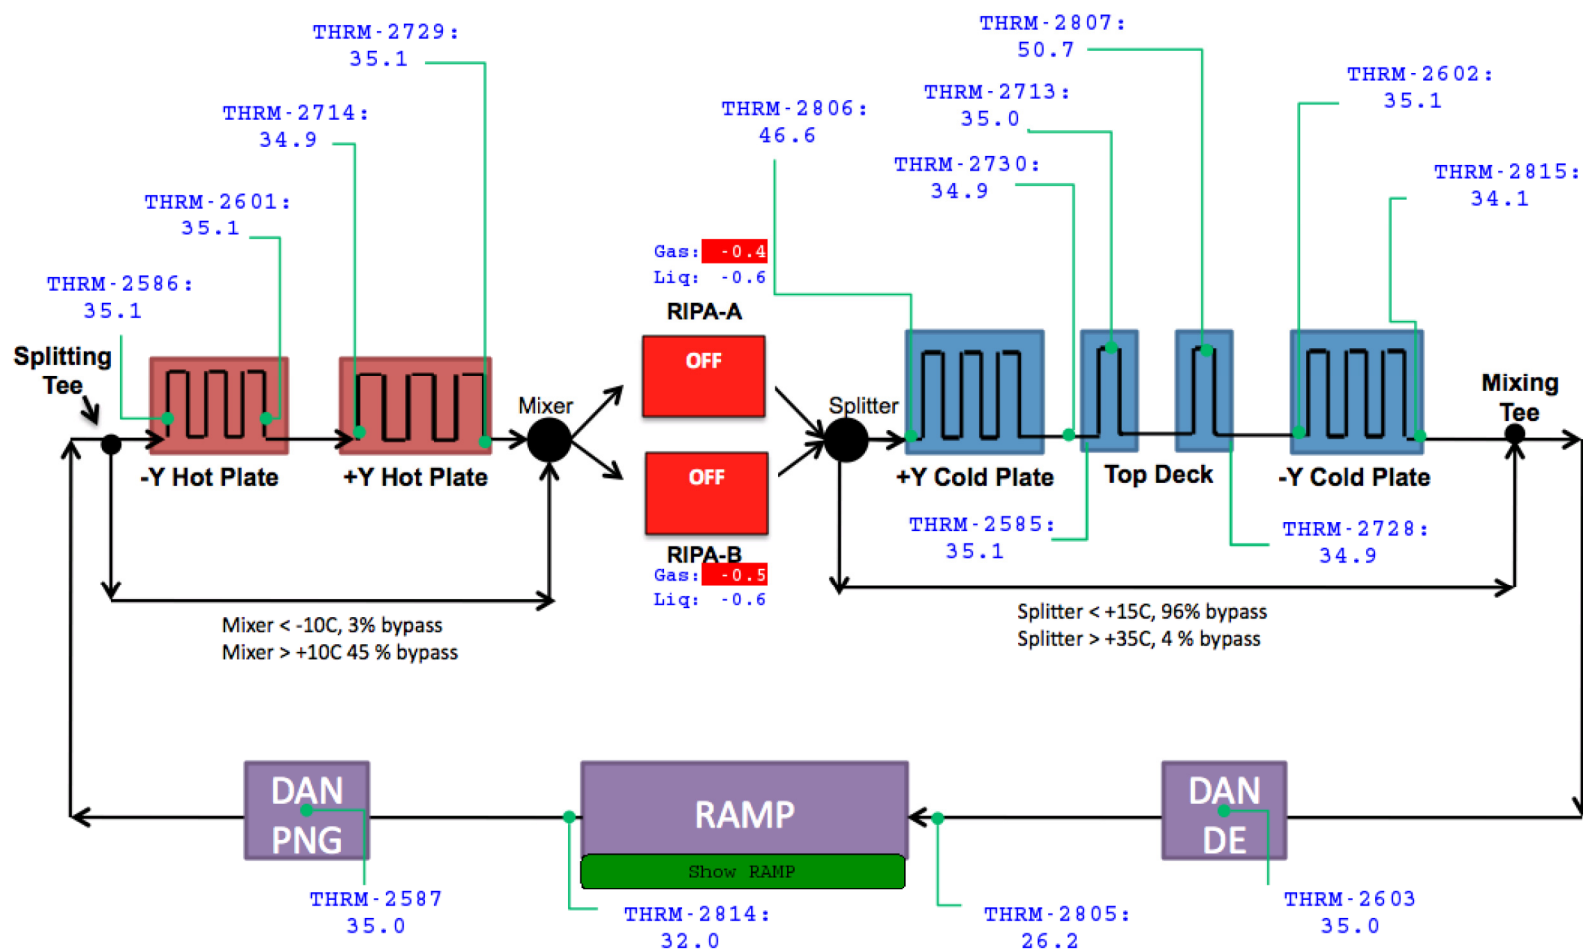 THRM-2729:
35.1
THRM-2807:
50.7
THRM-2602:
35.1
THRM-2714:
34.9
THRM-2806:
46.6
THRM-2713:
35.0
THRM-2730:
34.9
THRM-2815:
34.1
THRM-2601:
35.1
THRM-2586:
35.1
Gas: -0.4
Liq: -0.6
RIPA-A
OFF
Splitting
Tee
Mixer
Splitter
Mixing
Tee
-Y Hot Plate
+Y Hot Plate
OFF
+Y Cold Plate
Top Deck
-Y Cold Plate
RIPA-B
Gas: -0.5
Liq: -0.6
THRM-2585:
35.1
THRM-2728:
34.9
Mixer < -10C, 3% bypass
Mixer > +10C 45 % bypass
Splitter < +15C, 96% bypass
Splitter > +35C, 4 % bypass
DAN
PNG
RAMP
Show RAMP
DAN
DE
THRM-2587
35.0
THRM-2814:
32.0
THRM-2805:
26.2
THRM-2603
35.0